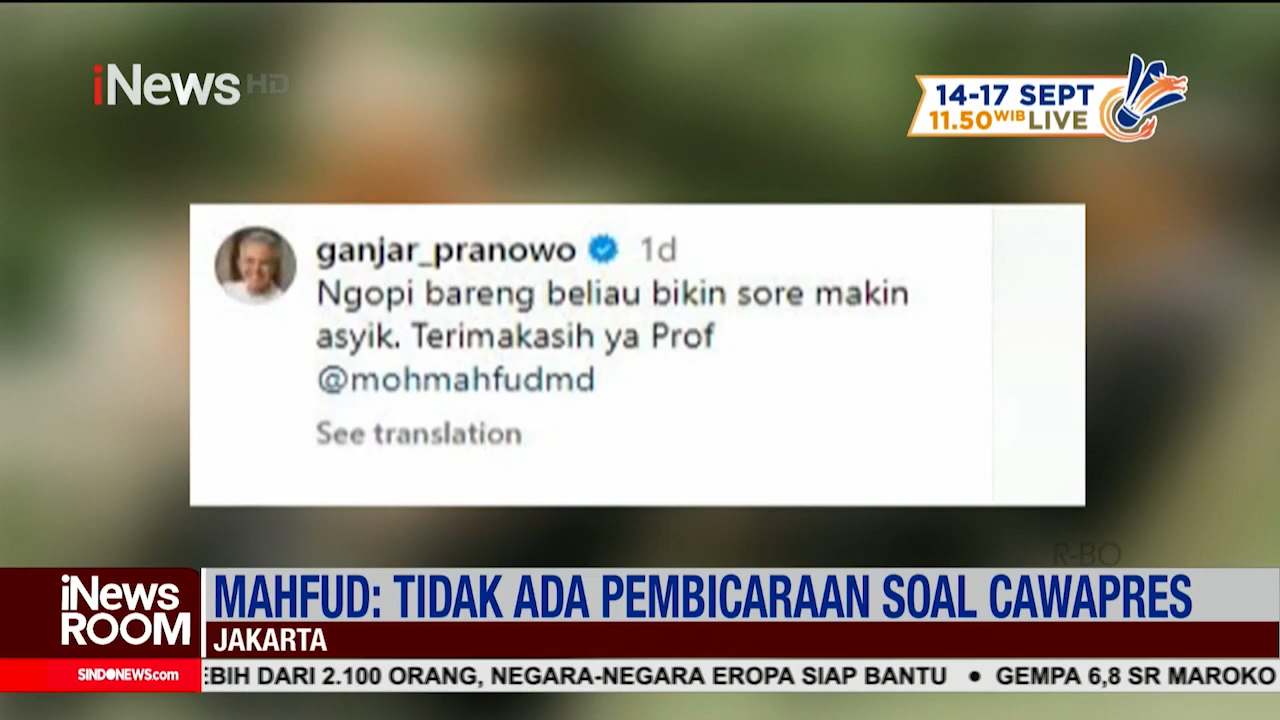 iNews HD
14-17 SEPT
11.50 WIB LIVE
ganjar_pranowo 1d
Ngopi bareng beliau bikin sore makin
asyik. Terimakasih ya Prof
@mohmahfudmd
See translation
R-BO
iNews
ROOM
MAHFUD: TIDAK ADA PEMBICARAAN SOAL CAWAPRES
JAKARTA
SINDONEWS.com
EBIH DARI 2.100 ORANG, NEGARA-NEGARA EROPA SIAP BANTU • GEMPA 6,8 SR MAROKO